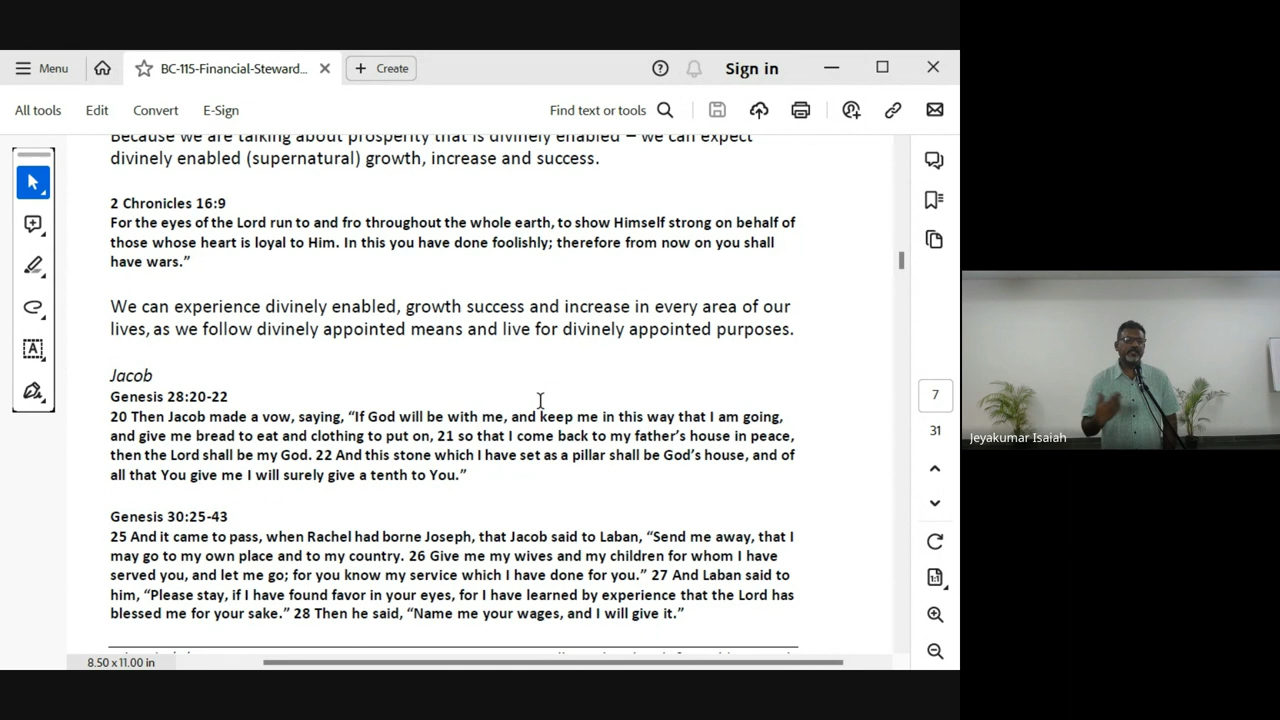 Menu
BC-115-Financial-Steward...
Create
Sign in
All tools
Edit
Convert
E-Sign
Find text or tools
Because we are talking about prosperity that is divinely enabled – we can expect
divinely enabled (supernatural) growth, increase and success.
2 Chronicles 16:9
For the eyes of the Lord run to and fro throughout the whole earth, to show Himself strong on behalf of
those whose heart is loyal to Him. In this you have done foolishly; therefore from now on you shall
have wars.”
We can experience divinely enabled, growth success and increase in every area of our
lives, as we follow divinely appointed means and live for divinely appointed purposes.
Jacob
Genesis 28:20-22
20 Then Jacob made a vow, saying, “If God will be with me, and keep me in this way that I am going,
and give me bread to eat and clothing to put on, 21 so that I come back to my father’s house in peace,
then the Lord shall be my God. 22 And this stone which I have set as a pillar shall be God’s house, and of
all that You give me I will surely give a tenth to You.”
Genesis 30:25-43
25 And it came to pass, when Rachel had borne Joseph, that Jacob said to Laban, “Send me away, that I
may go to my own place and to my country. 26 Give me my wives and my children for whom I have
served you, and let me go; for you know my service which I have done for you.” 27 And Laban said to
him, “Please stay, if I have found favor in your eyes, for I have learned by experience that the Lord has
blessed me for your sake.” 28 Then he said, “Name me your wages, and I will give it.”
8.50 x 11.00 in
7
31
1:1
Jeyakumar Isaiah